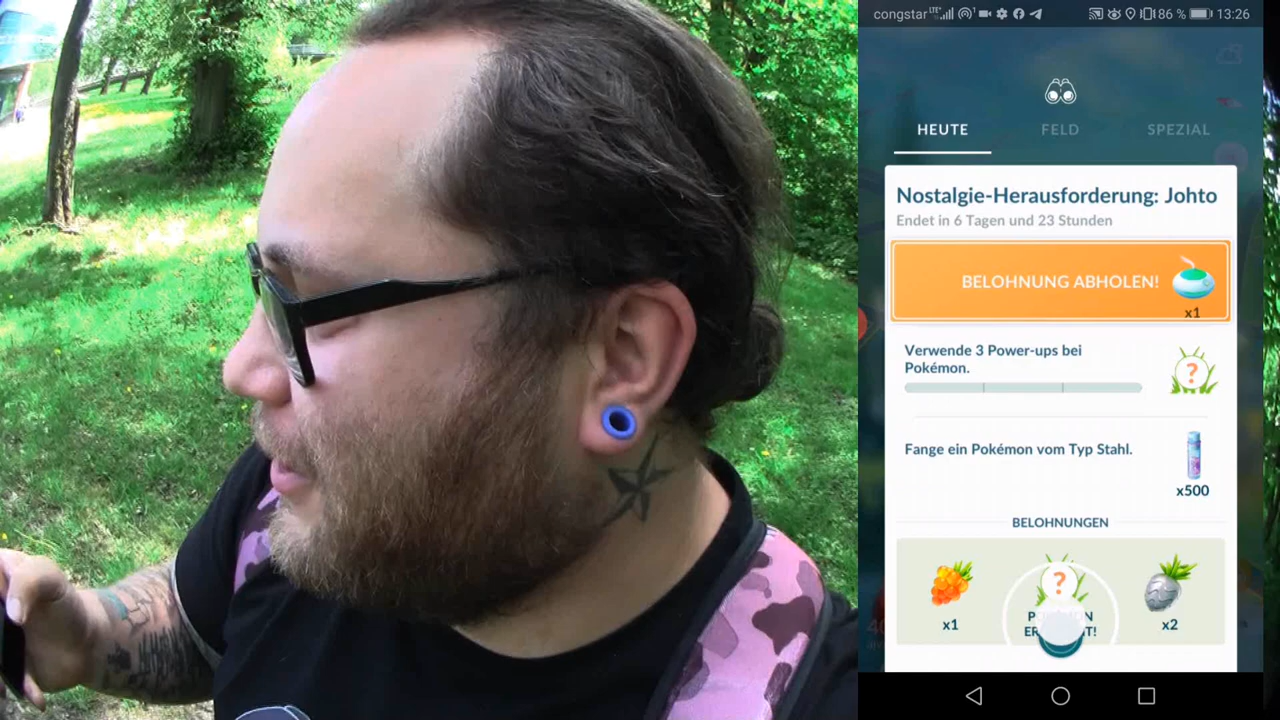 congstar LTE 86 % 13:26
HEUTE FELD SPEZIAL
Nostalgie-Herausforderung: Johto
Endet in 6 Tagen und 23 Stunden
BELOHNUNG ABHOLEN!
x1
Verwende 3 Power-ups bei
Pokémon.
?
Fange ein Pokémon vom Typ Stahl.
x500
BELOHNUNGEN
?
x1 x2